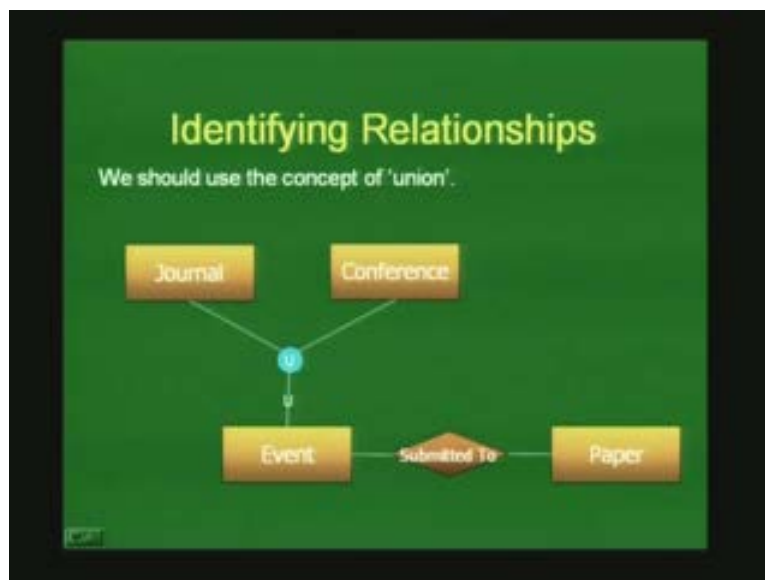 Identifying Relationships
We should use the concept of 'union'.
Journal
Conference
U
U
Event
Submitted To
Paper